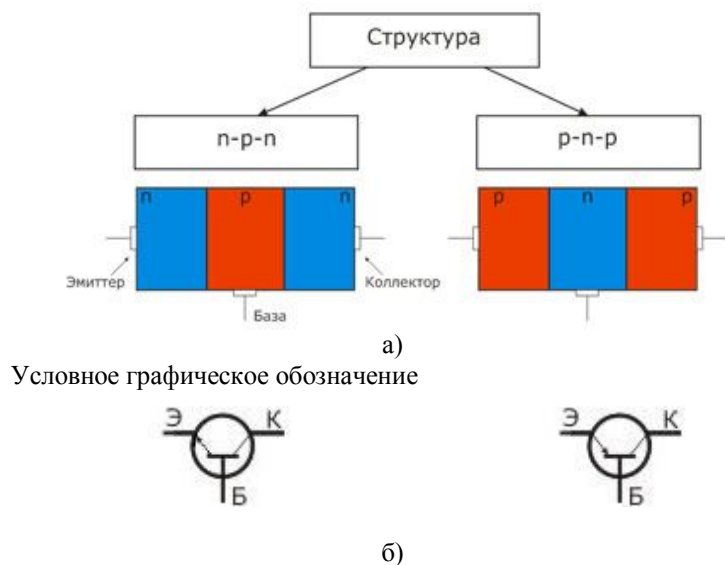 Структура
n-p-n
p-n-p
n p n
p n p
Эмиттер
Коллектор
База
а)
Условное графическое обозначение
Э К
Б
Э К
Б
б)